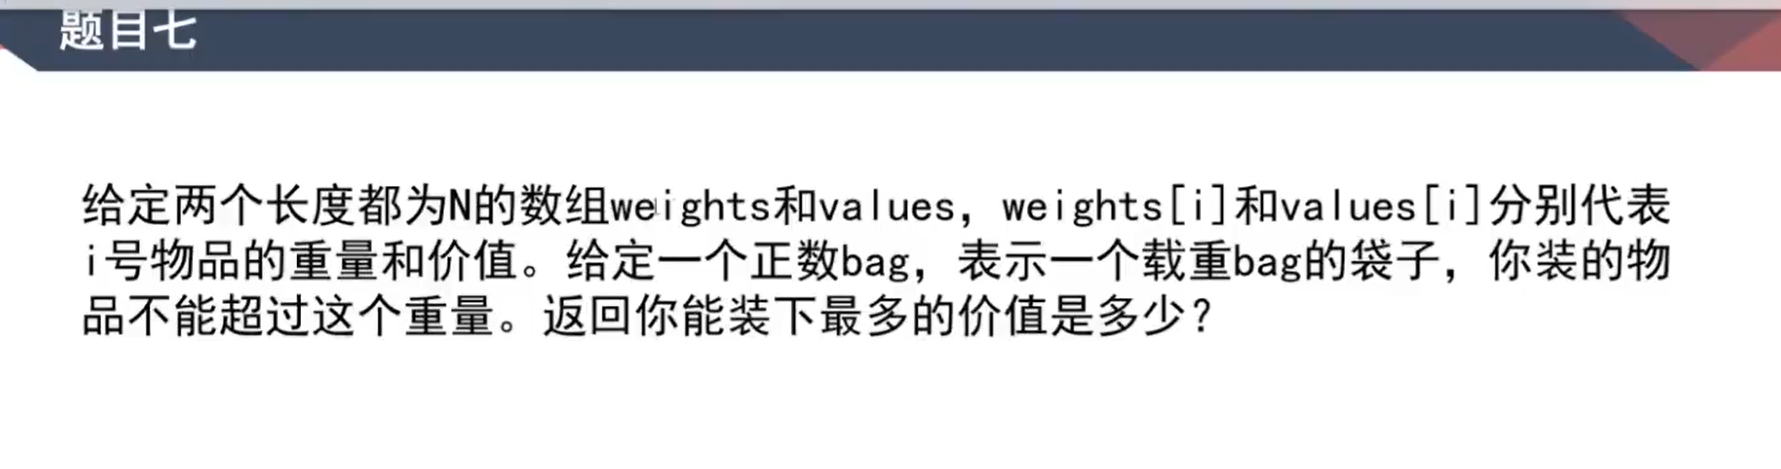 题目七
给定两个长度都为N的数组weights和values，weights[i]和values[i]分别代表
i号物品的重量和价值。给定一个正数bag，表示一个载重bag的袋子，你装的物
品不能超过这个重量。返回你能装下最多的价值是多少？